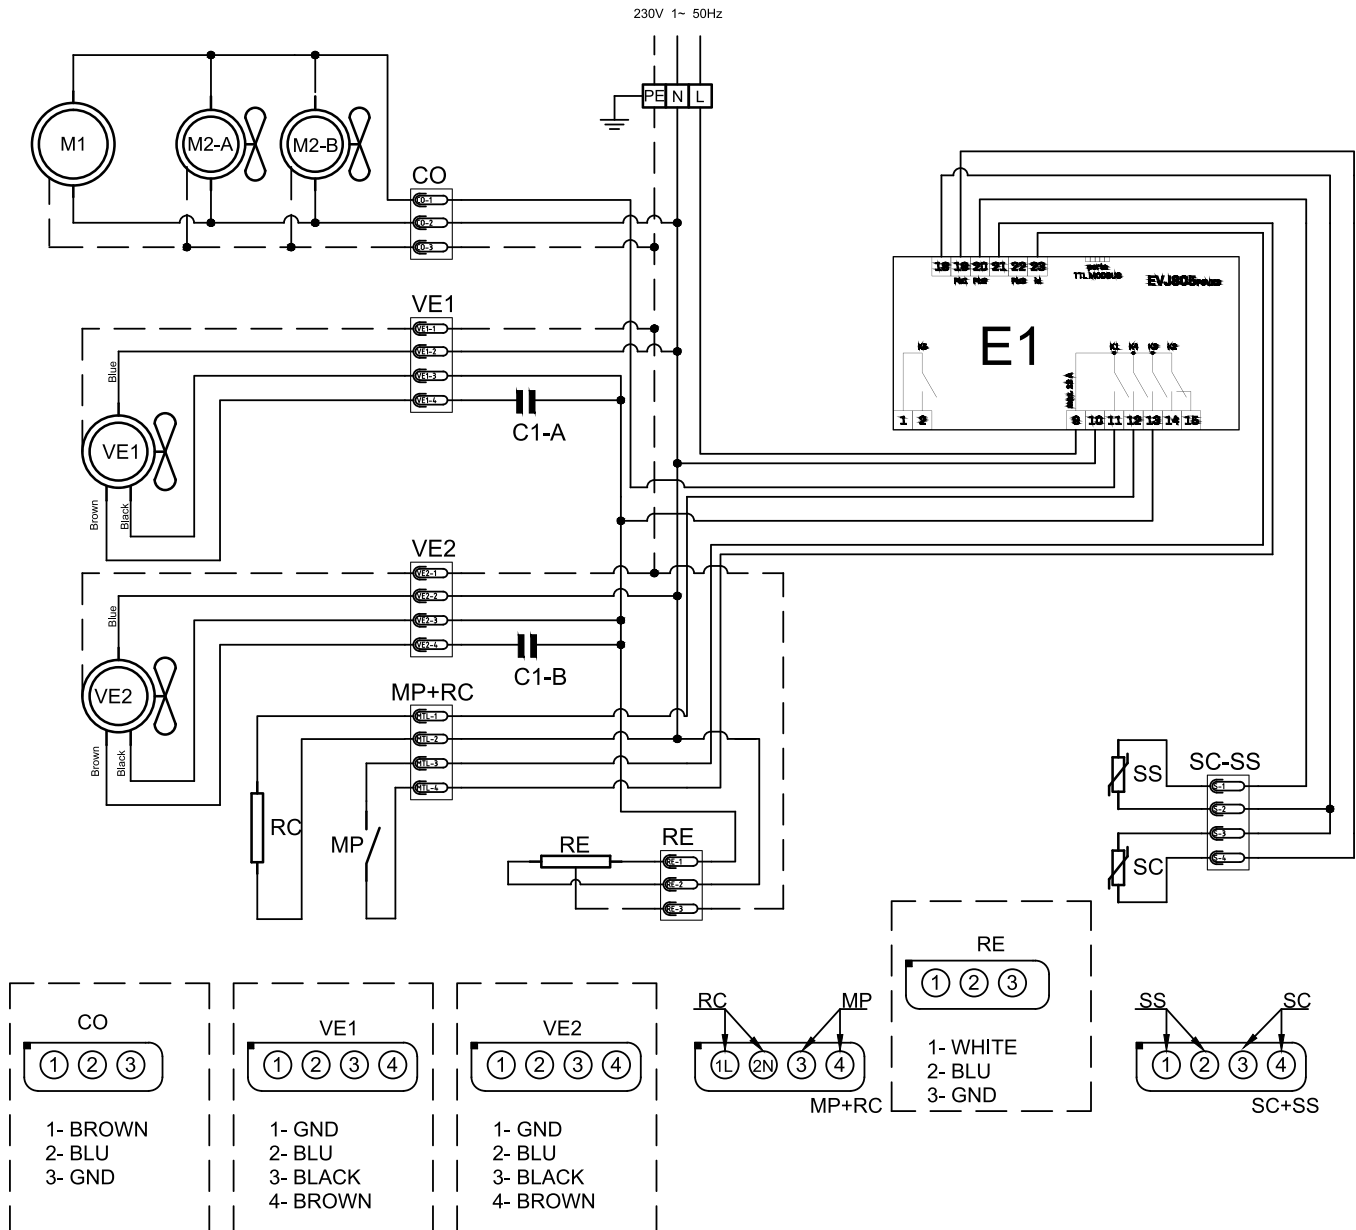 230V 1~ 50Hz
PE N L
M1
M2-A
M2-B
CO
CO-1
CO-2
CO-3
18 19 20 21 22 23
TTL MODBUS
EVJ805
E1
1 2
9 10 11 12 13 14 15
VE1
VE1-1
VE1-2
VE1-3
VE1-4
Blue
VE1
Brown
Black
C1-A
VE2
VE2-1
VE2-2
VE2-3
VE2-4
Blue
VE2
Brown
Black
C1-B
MP+RC
MTL-1
MTL-2
MTL-3
MTL-4
RC
MP
RE
RE
RE-1
RE-2
RE-3
SS
SC-SS
S-1
S-2
S-3
S-4
SC
CO
1 2 3
1- BROWN
2- BLU
3- GND
VE1
1 2 3 4
1- GND
2- BLU
3- BLACK
4- BROWN
VE2
1 2 3 4
1- GND
2- BLU
3- BLACK
4- BROWN
RC MP
1L 2N 3 4
MP+RC
RE
1 2 3
1- WHITE
2- BLU
3- GND
SS SC
1 2 3 4
SC+SS